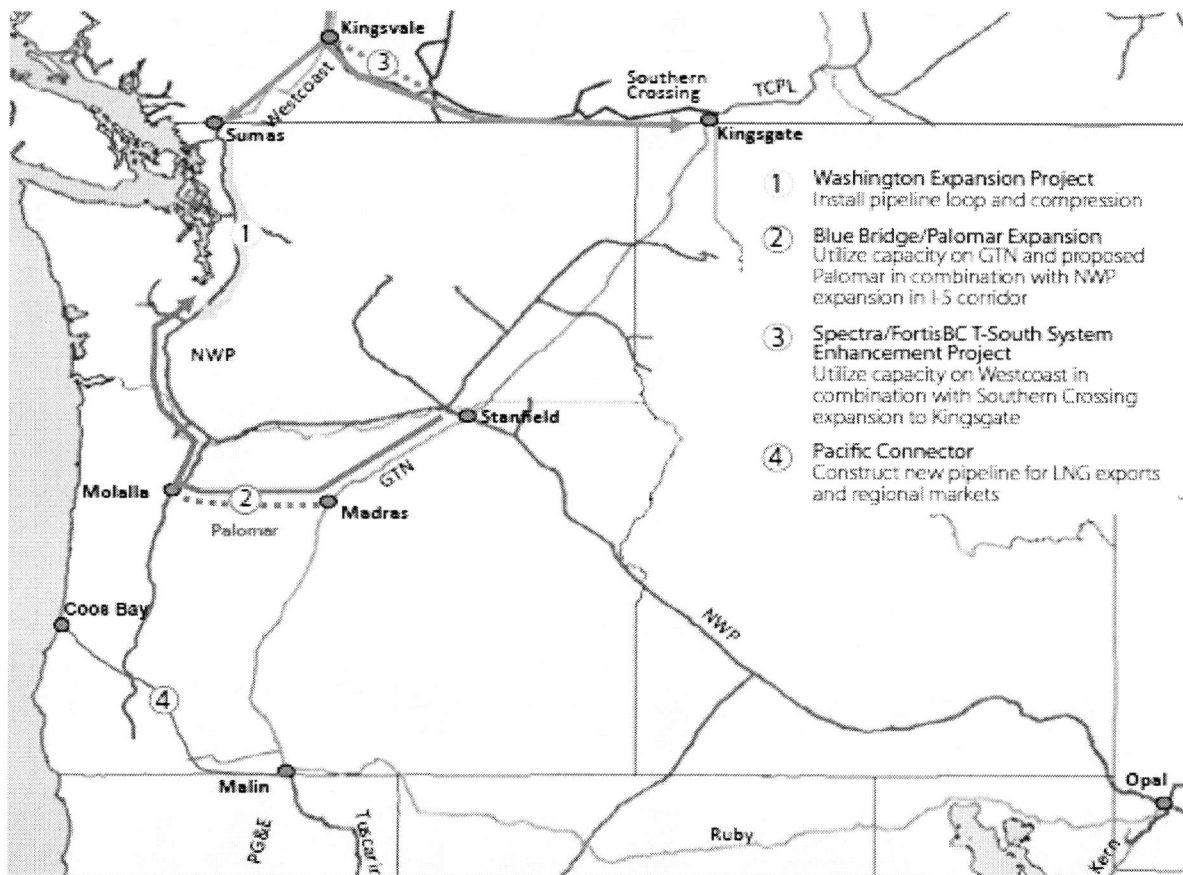 Kingsvale
3
Westcoast
Southern
Crossing
TCPL
Sumas
Kingsgate
1
1 Washington Expansion Project
Install pipeline loop and compression
2 Blue Bridge/Palomar Expansion
Utilize capacity on GTN and proposed
Palomar in combination with NWP
expansion in I-5 corridor
3 Spectra/FortisBC T-South System
Enhancement Project
Utilize capacity on Westcoast in
combination with Southern Crossing
expansion to Kingsgate
4 Pacific Connector
Construct new pipeline for LNG exports
and regional markets
NWP
Stanfield
GTN
Molalla
2
Madras
Palomar
Coos Bay
NWP
4
Malin
Opal
PG&E
Ruby
Kern